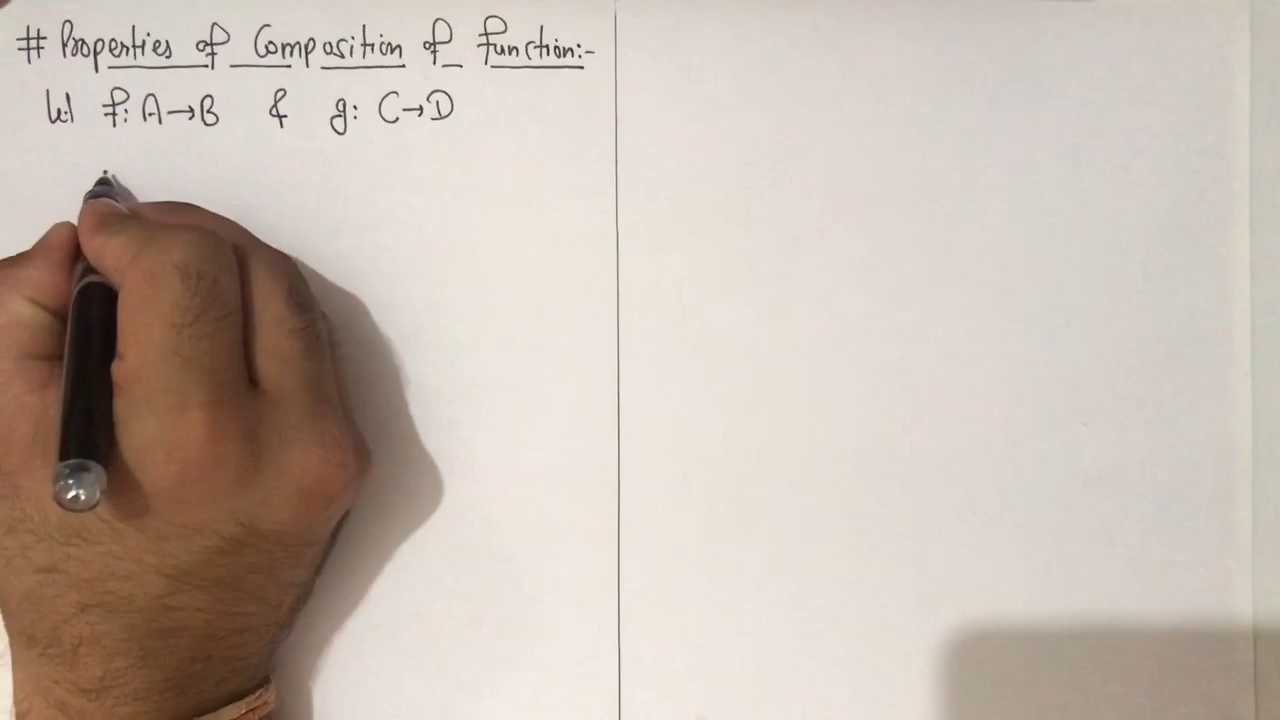 # Properties of Composition of function:-
let f: A→B & g: C→D